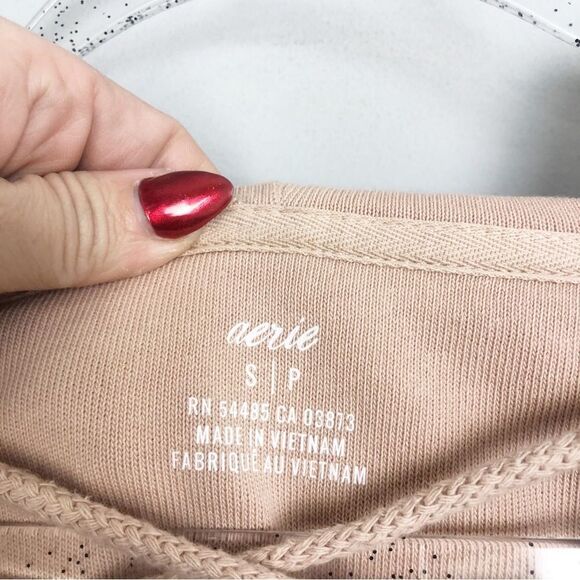 aerie
S | P
RN 54485 CA 03873
MADE IN VIETNAM
FABRIQUÉ AU VIETNAM